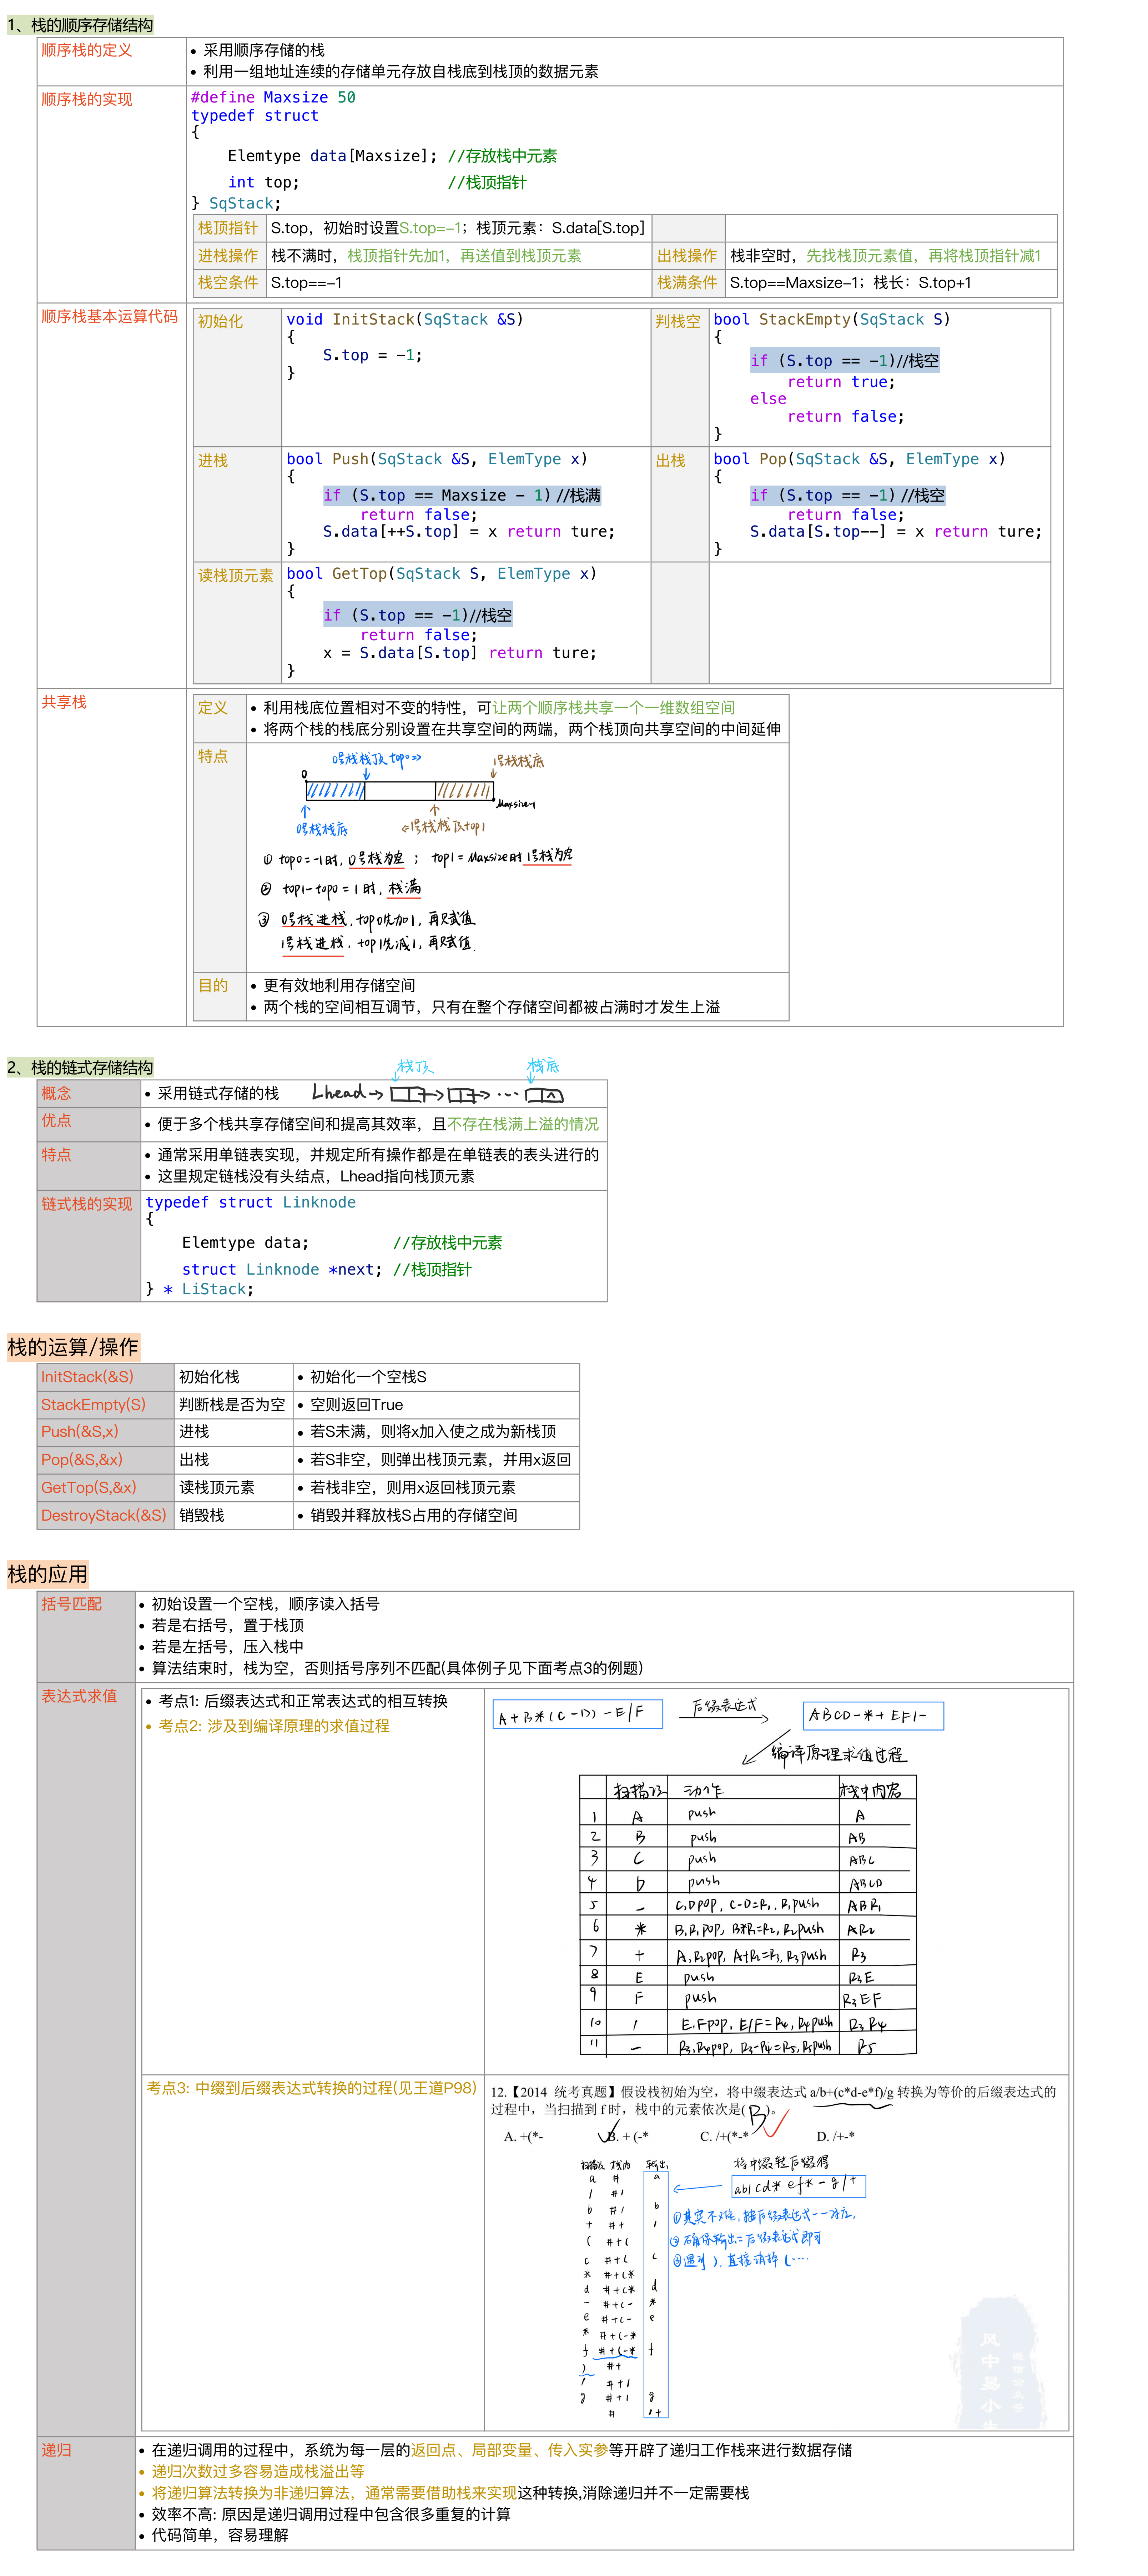 1、栈的顺序存储结构
顺序栈的定义
• 采用顺序存储的栈
• 利用一组地址连续的存储单元存放自栈底到栈顶的数据元素
顺序栈的实现
#define Maxsize 50
typedef struct
{
Elemtype data[Maxsize]; //存放栈中元素
int top; //栈顶指针
} SqStack;
栈顶指针 S.top，初始时设置S.top=-1；栈顶元素：S.data[S.top]
进栈操作 栈不满时，栈顶指针先加1，再送值到栈顶元素 出栈操作 栈非空时，先找栈顶元素值，再将栈顶指针减1
栈空条件 S.top==-1 栈满条件 S.top==Maxsize-1；栈长：S.top+1
顺序栈基本运算代码
初始化
void InitStack(SqStack &S)
{
S.top = -1;
}
判栈空
bool StackEmpty(SqStack S)
{
if (S.top == -1)//栈空
return true;
else
return false;
}
进栈
bool Push(SqStack &S, ElemType x)
{
if (S.top == Maxsize - 1)//栈满
return false;
S.data[++S.top] = x return ture;
}
出栈
bool Pop(SqStack &S, ElemType x)
{
if (S.top == -1)//栈空
return false;
S.data[S.top--] = x return ture;
}
读栈顶元素
bool GetTop(SqStack S, ElemType x)
{
if (S.top == -1)//栈空
return false;
x = S.data[S.top] return ture;
}
共享栈
定义
• 利用栈底位置相对不变的特性，可让两个顺序栈共享一个一维数组空间
• 将两个栈的栈底分别设置在共享空间的两端，两个栈顶向共享空间的中间延伸
特点
0号栈栈顶top0>> 1号栈栈底
0
Maxsize-1
0号栈栈底 <1号栈栈顶top1
① top0=-1时，0号栈为空； top1=Maxsize时1号栈为空
② top1-top0=1时，栈满
③ 0号栈进栈，top0先加1，再赋值
1号栈进栈，top1先减1，再赋值.
目的
• 更有效地利用存储空间
• 两个栈的空间相互调节，只有在整个存储空间都被占满时才发生上溢
2、栈的链式存储结构
栈顶 栈底
概念 • 采用链式存储的栈 Lhead→ ··· ∧
优点 • 便于多个栈共享存储空间和提高其效率，且不存在栈满上溢的情况
特点 • 通常采用单链表实现，并规定所有操作都是在单链表的表头进行的
• 这里规定链栈没有头结点，Lhead指向栈顶元素
链式栈的实现
typedef struct Linknode
{
Elemtype data; //存放栈中元素
struct Linknode *next; //栈顶指针
} * LiStack;
栈的运算/操作
InitStack(&S) 初始化栈 • 初始化一个空栈S
StackEmpty(S) 判断栈是否为空 • 空则返回True
Push(&S,x) 进栈 • 若S未满，则将x加入使之成为新栈顶
Pop(&S,&x) 出栈 • 若S非空，则弹出栈顶元素，并用x返回
GetTop(S,&x) 读栈顶元素 • 若栈非空，则用x返回栈顶元素
DestroyStack(&S) 销毁栈 • 销毁并释放栈S占用的存储空间
栈的应用
括号匹配
• 初始设置一个空栈，顺序读入括号
• 若是右括号，置于栈顶
• 若是左括号，压入栈中
• 算法结束时，栈为空，否则括号序列不匹配(具体例子见下面考点3的例题)
表达式求值
• 考点1: 后缀表达式和正常表达式的相互转换
• 考点2: 涉及到编译原理的求值过程
A+B*(C-D)-E/F 后缀表达式 ABCD-*+EF/-
编译原理求值过程
扫描项 动作 栈中内容
1 A push A
2 B push AB
3 C push ABC
4 D push ABCD
5 - C,Dpop, C-D=R1, R1push ABR1
6 * B,R1pop, B*R1=R2, R2push AR2
7 + A,R2pop, A+R2=R3, R3push R3
8 E push R3E
9 F push R3EF
10 / E,Fpop, E/F=R4, R4push R3R4
11 - R3,R4pop, R3-R4=R5, R5push R5
考点3: 中缀到后缀表达式转换的过程(见王道P98)
12.【2014 统考真题】假设栈初始为空，将中缀表达式 a/b+(c*d-e*f)/g 转换为等价的后缀表达式的
过程中，当扫描到 f 时，栈中的元素依次是( B )。
A. +(*- B. +(-* C. /+(*-* D. /+-*
扫描项 栈内 输出
将中缀转后缀得
ab/cd*ef*-g/+
a # a
/ #/
b #/ b
+ #+ /
( #+(
c #+( c
* #+(*
d #+(* d
- #+(- *
e #+(- e
* #+(-*
f #+(-* f
) #+
/ #+/
g #+/ g
# /+
①其实不难，按后缀表达式一一对应，
②确保输出=后缀表达式即可
③遇到 )，直接消掉 (····
风中易小生
递归
• 在递归调用的过程中，系统为每一层的返回点、局部变量、传入实参等开辟了递归工作栈来进行数据存储
• 递归次数过多容易造成栈溢出等
• 将递归算法转换为非递归算法，通常需要借助栈来实现这种转换,消除递归并不一定需要栈
• 效率不高: 原因是递归调用过程中包含很多重复的计算
• 代码简单，容易理解